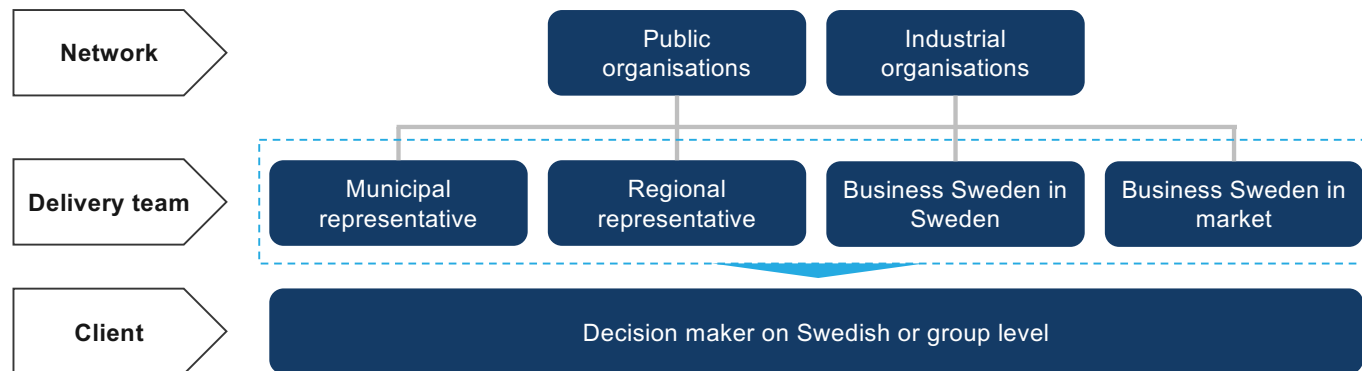 Network
Public
organisations
Industrial
organisations
Delivery team
Municipal
representative
Regional
representative
Business Sweden in
Sweden
Business Sweden in
market
Client
Decision maker on Swedish or group level